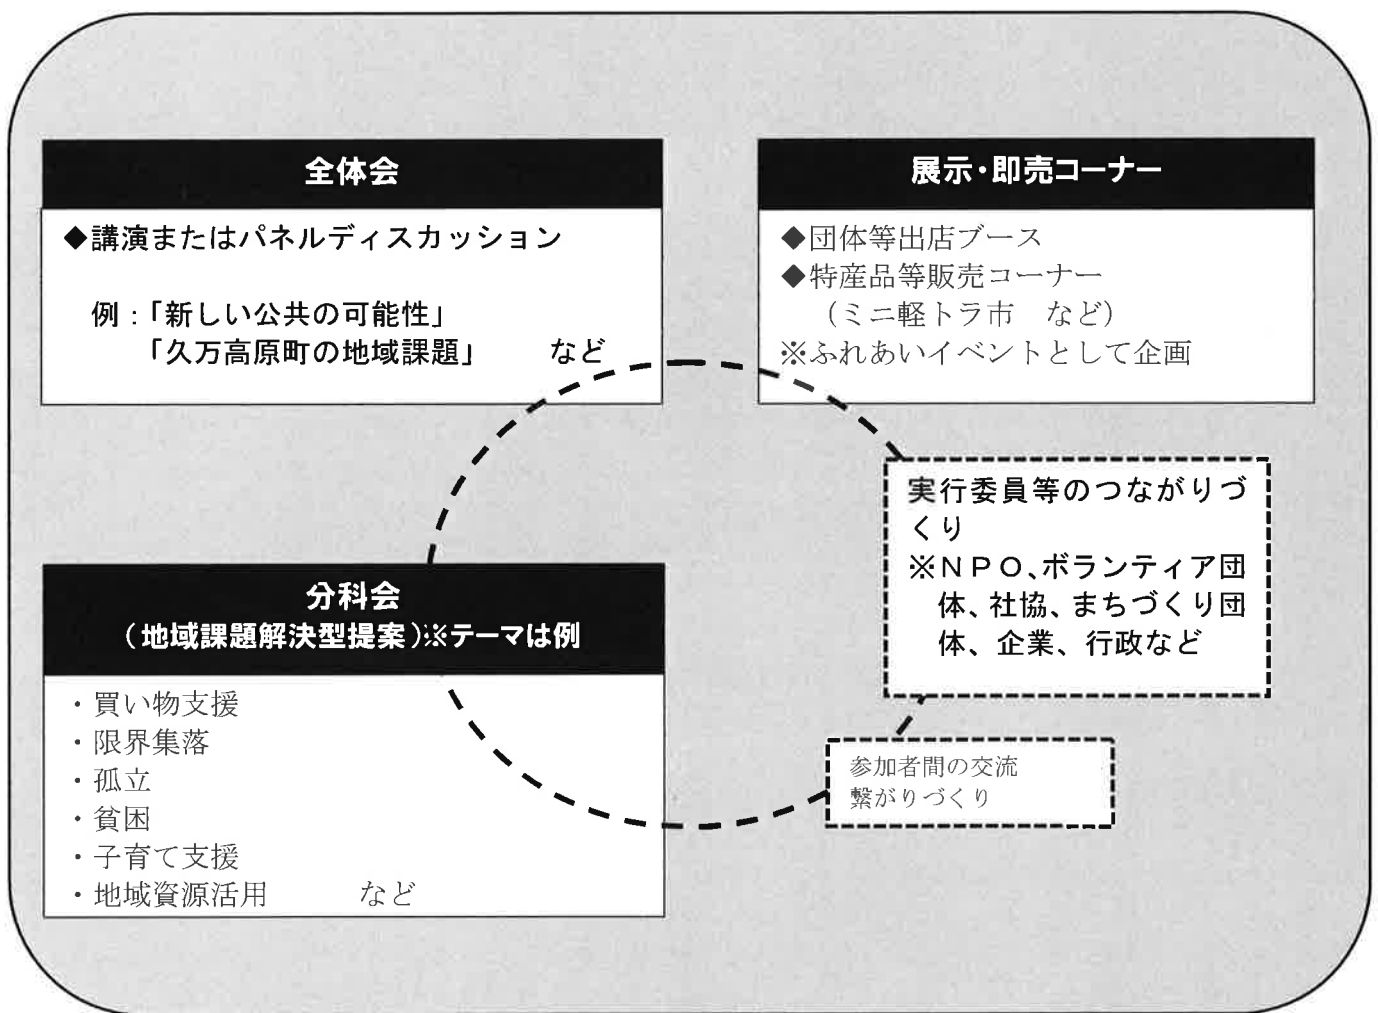 全体会
◆講演またはパネルディスカッション
例：「新しい公共の可能性」
「久万高原町の地域課題」　　など
展示・即売コーナー
◆団体等出店ブース
◆特産品等販売コーナー
（ミニ軽トラ市　など）
※ふれあいイベントとして企画
実行委員等のつながりづ
くり
※ＮＰＯ、ボランティア団
体、社協、まちづくり団
体、企業、行政など
分科会
（地域課題解決型提案）※テーマは例
・買い物支援
・限界集落
・孤立
・貧困
・子育て支援
・地域資源活用　　　など
参加者間の交流
繋がりづくり